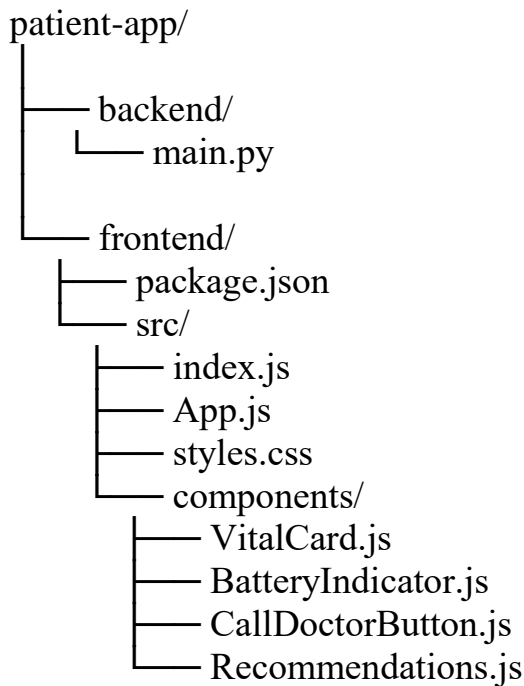 patient-app/
backend/
main.py
frontend/
package.json
src/
index.js
App.js
styles.css
components/
VitalCard.js
BatteryIndicator.js
CallDoctorButton.js
Recommendations.js